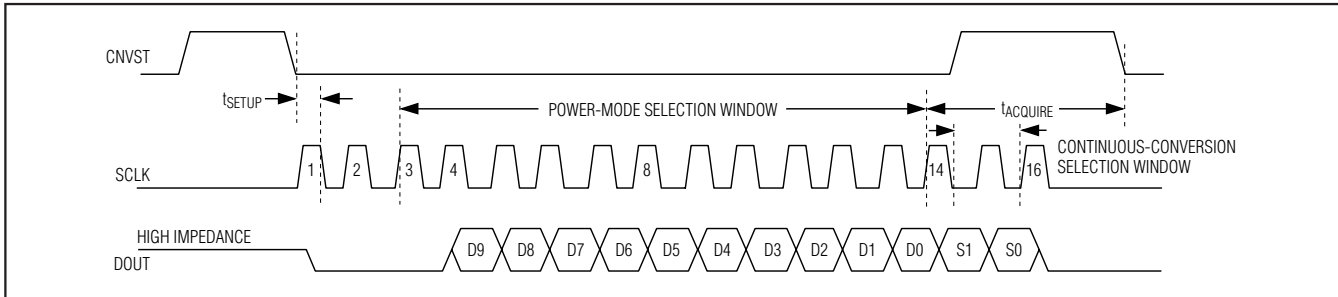 CNVST
tSETUP
POWER-MODE SELECTION WINDOW
tACQUIRE
CONTINUOUS-CONVERSION
SELECTION WINDOW
SCLK
1 2 3 4 8 14 16
HIGH IMPEDANCE
DOUT
D9 D8 D7 D6 D5 D4 D3 D2 D1 D0 S1 S0